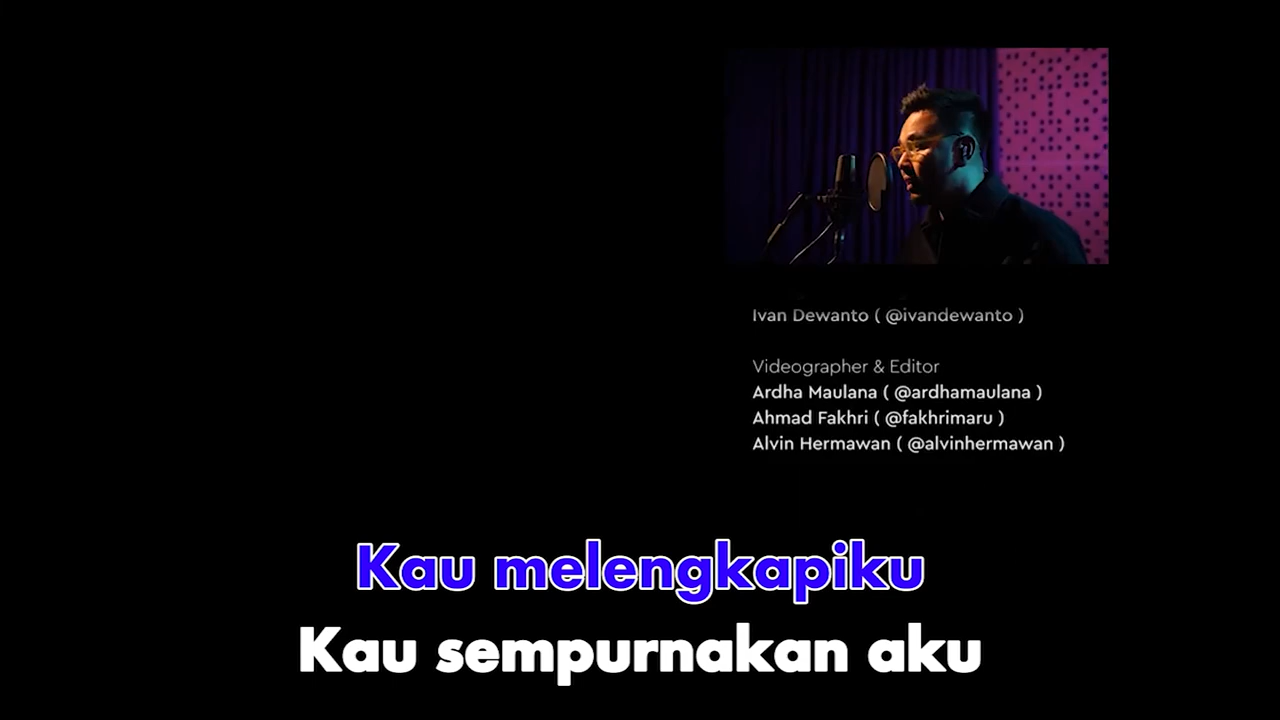 Ivan Dewanto ( @ivandewanto )
Videographer & Editor
Ardha Maulana ( @ardhamaulana )
Ahmad Fakhri ( @fakhrimaru )
Alvin Hermawan ( @alvinhermawan )
Kau melengkapiku
Kau sempurnakan aku